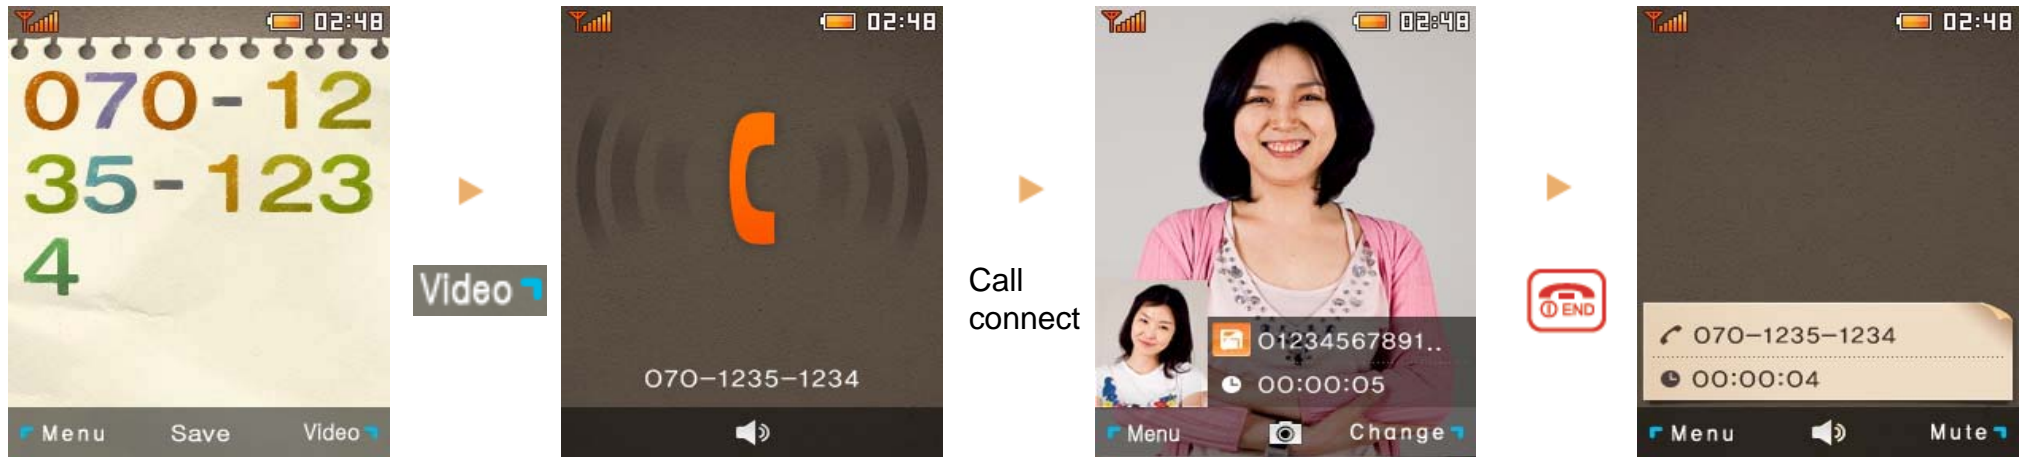 02:48
070-12
35-123
4
Menu Save Video
Video
02:48
070-1235-1234
Call
connect
02:48
01234567891..
00:00:05
Menu Change
END
02:48
070-1235-1234
00:00:04
Menu Mute